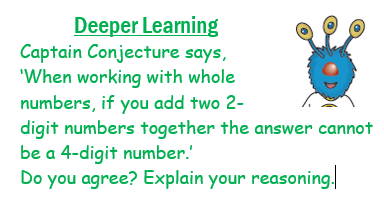 Deeper Learning
Captain Conjecture says,
‘When working with whole
numbers, if you add two 2-
digit numbers together the answer cannot
be a 4-digit number.’
Do you agree? Explain your reasoning.